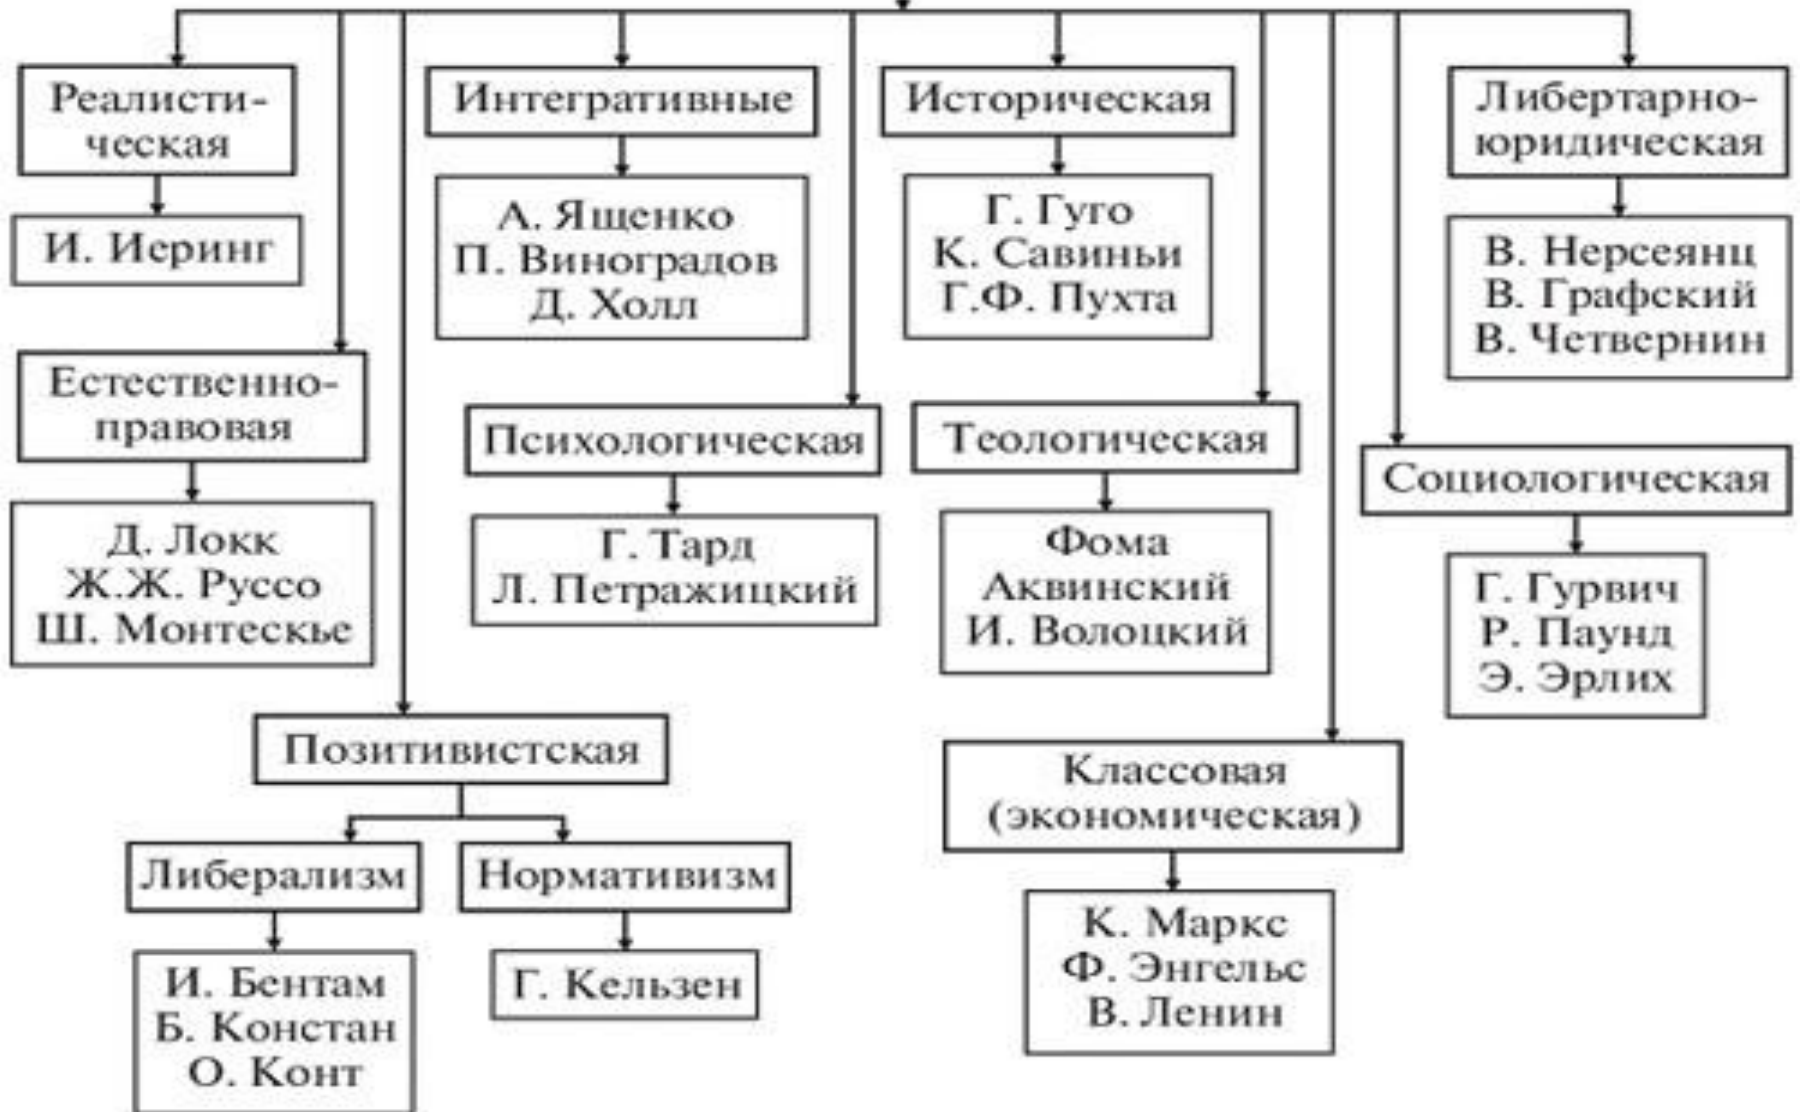 Реалисти-
ческая
И. Иеринг
Естественно-
правовая
Д. Локк
Ж.Ж. Руссо
Ш. Монтескье
Интегративные
А. Ященко
П. Виноградов
Д. Холл
Психологическая
Г. Тард
Л. Петражицкий
Историческая
Г. Гуго
К. Савиньи
Г.Ф. Пухта
Теологическая
Фома
Аквинский
И. Волоцкий
Либертарно-
юридическая
В. Нерсеянц
В. Графский
В. Четвернин
Социологическая
Г. Гурвич
Р. Паунд
Э. Эрлих
Позитивистская
Либерализм
И. Бентам
Б. Констан
О. Конт
Нормативизм
Г. Кельзен
Классовая
(экономическая)
К. Маркс
Ф. Энгельс
В. Ленин